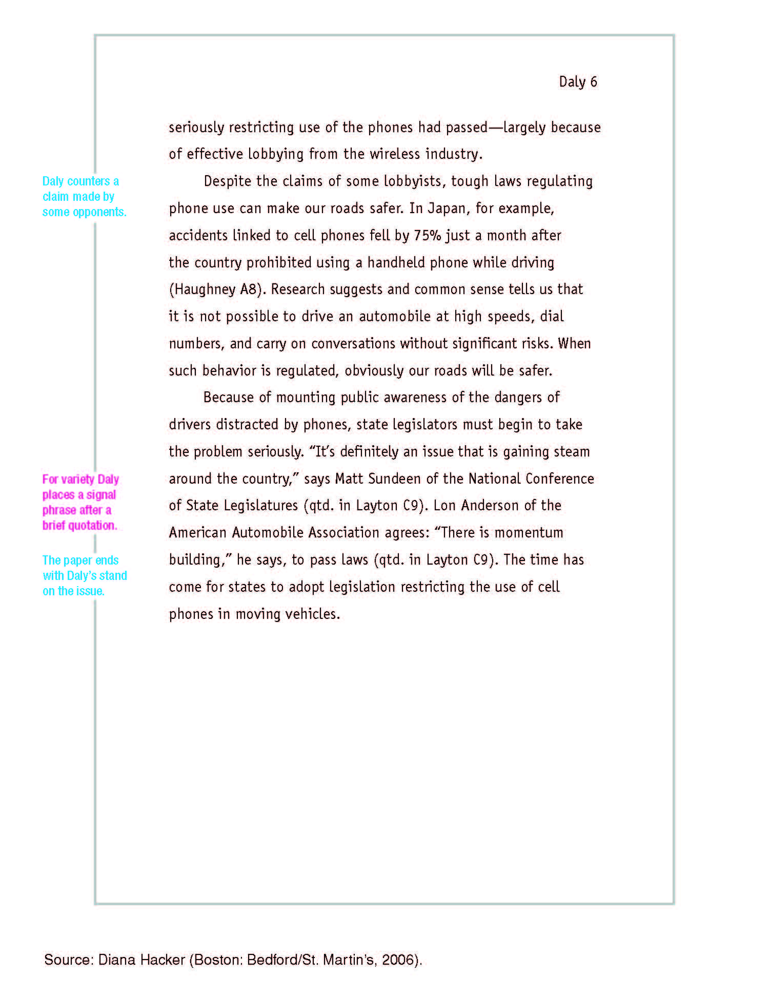 Daly 6
seriously restricting use of the phones had passed—largely because
of effective lobbying from the wireless industry.
Daly counters a
claim made by
some opponents.
Despite the claims of some lobbyists, tough laws regulating
phone use can make our roads safer. In Japan, for example,
accidents linked to cell phones fell by 75% just a month after
the country prohibited using a handheld phone while driving
(Haughney A8). Research suggests and common sense tells us that
it is not possible to drive an automobile at high speeds, dial
numbers, and carry on conversations without significant risks. When
such behavior is regulated, obviously our roads will be safer.
Because of mounting public awareness of the dangers of
drivers distracted by phones, state legislators must begin to take
the problem seriously. “It’s definitely an issue that is gaining steam
around the country,” says Matt Sundeen of the National Conference
of State Legislatures (qtd. in Layton C9). Lon Anderson of the
American Automobile Association agrees: “There is momentum
building,” he says, to pass laws (qtd. in Layton C9). The time has
come for states to adopt legislation restricting the use of cell
phones in moving vehicles.
For variety Daly
places a signal
phrase after a
brief quotation.
The paper ends
with Daly’s stand
on the issue.
Source: Diana Hacker (Boston: Bedford/St. Martin’s, 2006).